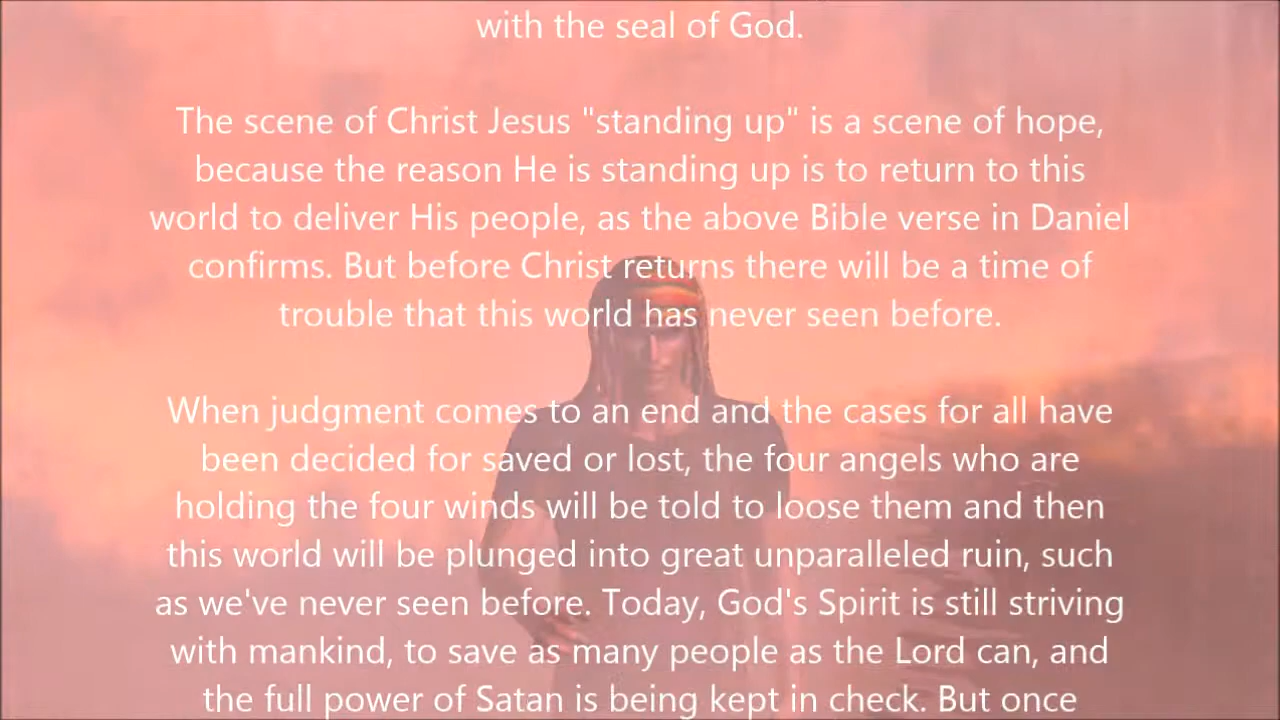 with the seal of God.
The scene of Christ Jesus "standing up" is a scene of hope,
because the reason He is standing up is to return to this
world to deliver His people, as the above Bible verse in Daniel
confirms. But before Christ returns there will be a time of
trouble that this world has never seen before.
When judgment comes to an end and the cases for all have
been decided for saved or lost, the four angels who are
holding the four winds will be told to loose them and then
this world will be plunged into great unparalleled ruin, such
as we've never seen before. Today, God's Spirit is still striving
with mankind, to save as many people as the Lord can, and
the full power of Satan is being kept in check. But once